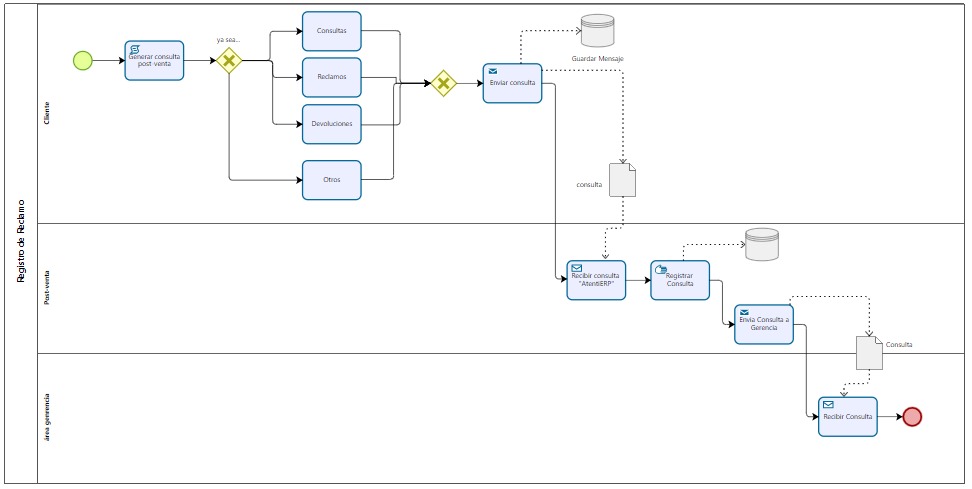 Registro de Reclamo
Cliente
ya sea...
Generar consulta
post-venta
Consultas
Reclamos
Devoluciones
Otros
Enviar consulta
Guardar Mensaje
consulta
Post-venta
Recibir consulta
"AtentiERP"
Registrar
Consulta
Envia Consulta a
Gerencia
Consulta
área genrencia
Recibir Consulta